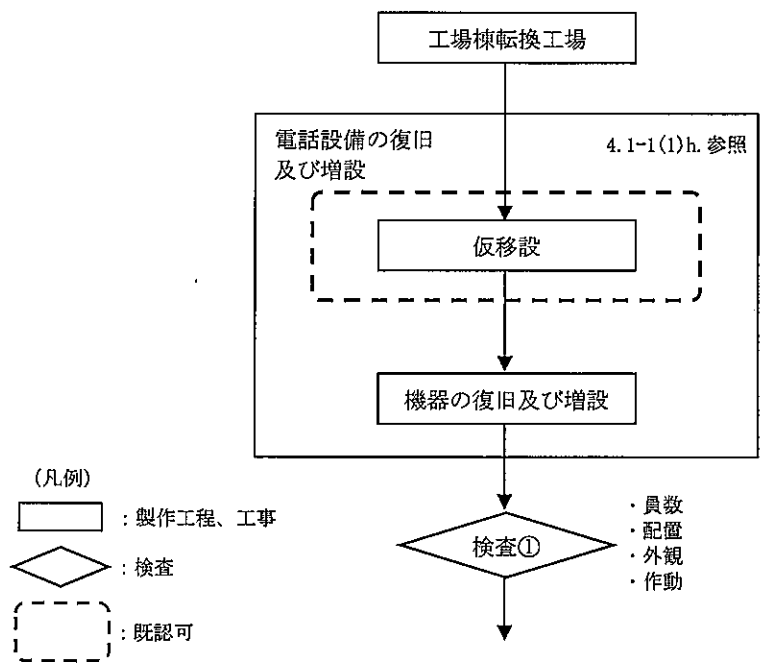 工場棟転換工場
電話設備の復旧
及び増設
4.1-1(1)h.参照
仮移設
機器の復旧及び増設
検査①
・員数
・配置
・外観
・作動
(凡例)
：製作工程、工事
：検査
：既認可